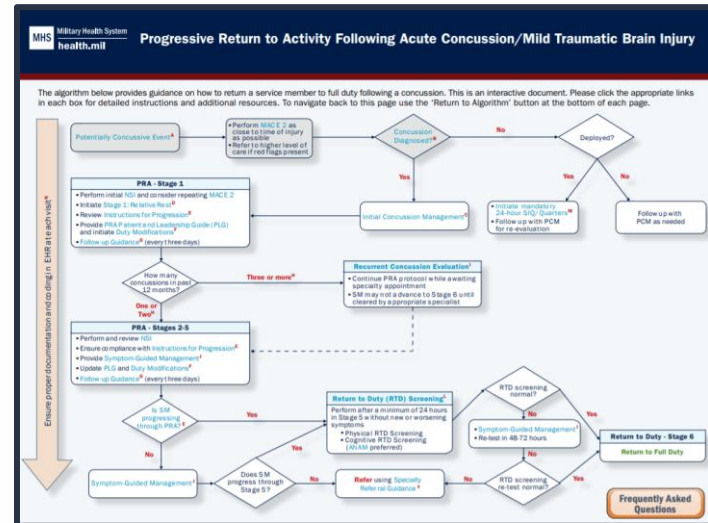 MHS
Military Health System
health.mil
Progressive Return to Activity Following Acute Concussion/Mild Traumatic Brain Injury
The algorithm below provides guidance on how to return a service member to full duty following a concussion. This is an interactive document. Please click the appropriate links
in each box for detailed instructions and additional resources. To navigate back to this page use the 'Return to Algorithm' button at the bottom of each page.
Ensure proper documentation and coding in EHR at each visit
Potentially Concussive Event A
• Perform MACE 2 as
close to time of injury
as possible
• Refer to higher level of
care if red flags present
Concussion
Diagnosed?
No
Deployed?
Yes
Yes
No
Initial Concussion Management
• Initiate mandatory
24-hour SIQ/Quarters
• Follow up with PCM
for re-evaluation
Follow up with
PCM as needed
PRA - Stage 1
• Perform initial NSI and consider repeating MACE 2
• Initiate Stage 1: Relative Rest
• Review Instructions for Progression
• Provide PRA Patient and Leadership Guide (PLG)
and initiate Duty Modifications
• Follow-up Guidance (every three days)
How many
concussions in past
12 months?
Three or more
One or
Two
Recurrent Concussion Evaluation
• Continue PRA protocol while awaiting
specialty appointment
• SM may not advance to Stage 6 until
cleared by appropriate specialist
PRA - Stages 2-5
• Perform and review NSI
• Ensure compliance with Instructions for Progression
• Provide Symptom-Guided Management
• Update PLG and Duty Modifications
• Follow-up Guidance (every three days)
Is SM
progressing
through PRA?
Yes
No
Return to Duty (RTD) Screening
Perform after a minimum of 24 hours
in Stage 5 without new or worsening
symptoms
• Physical RTD Screening
• Cognitive RTD Screening
(ANAM preferred)
RTD screening
normal?
No
Yes
• Symptom-Guided Management
• Re-test in 48-72 hours
Return to Duty - Stage 6
Return to Full Duty
Symptom-Guided Management
Does SM
progress through
Stage 5?
Yes
No
Refer using Specialty
Referral Guidance
No
RTD screening
re-test normal?
Yes
Frequently Asked
Questions